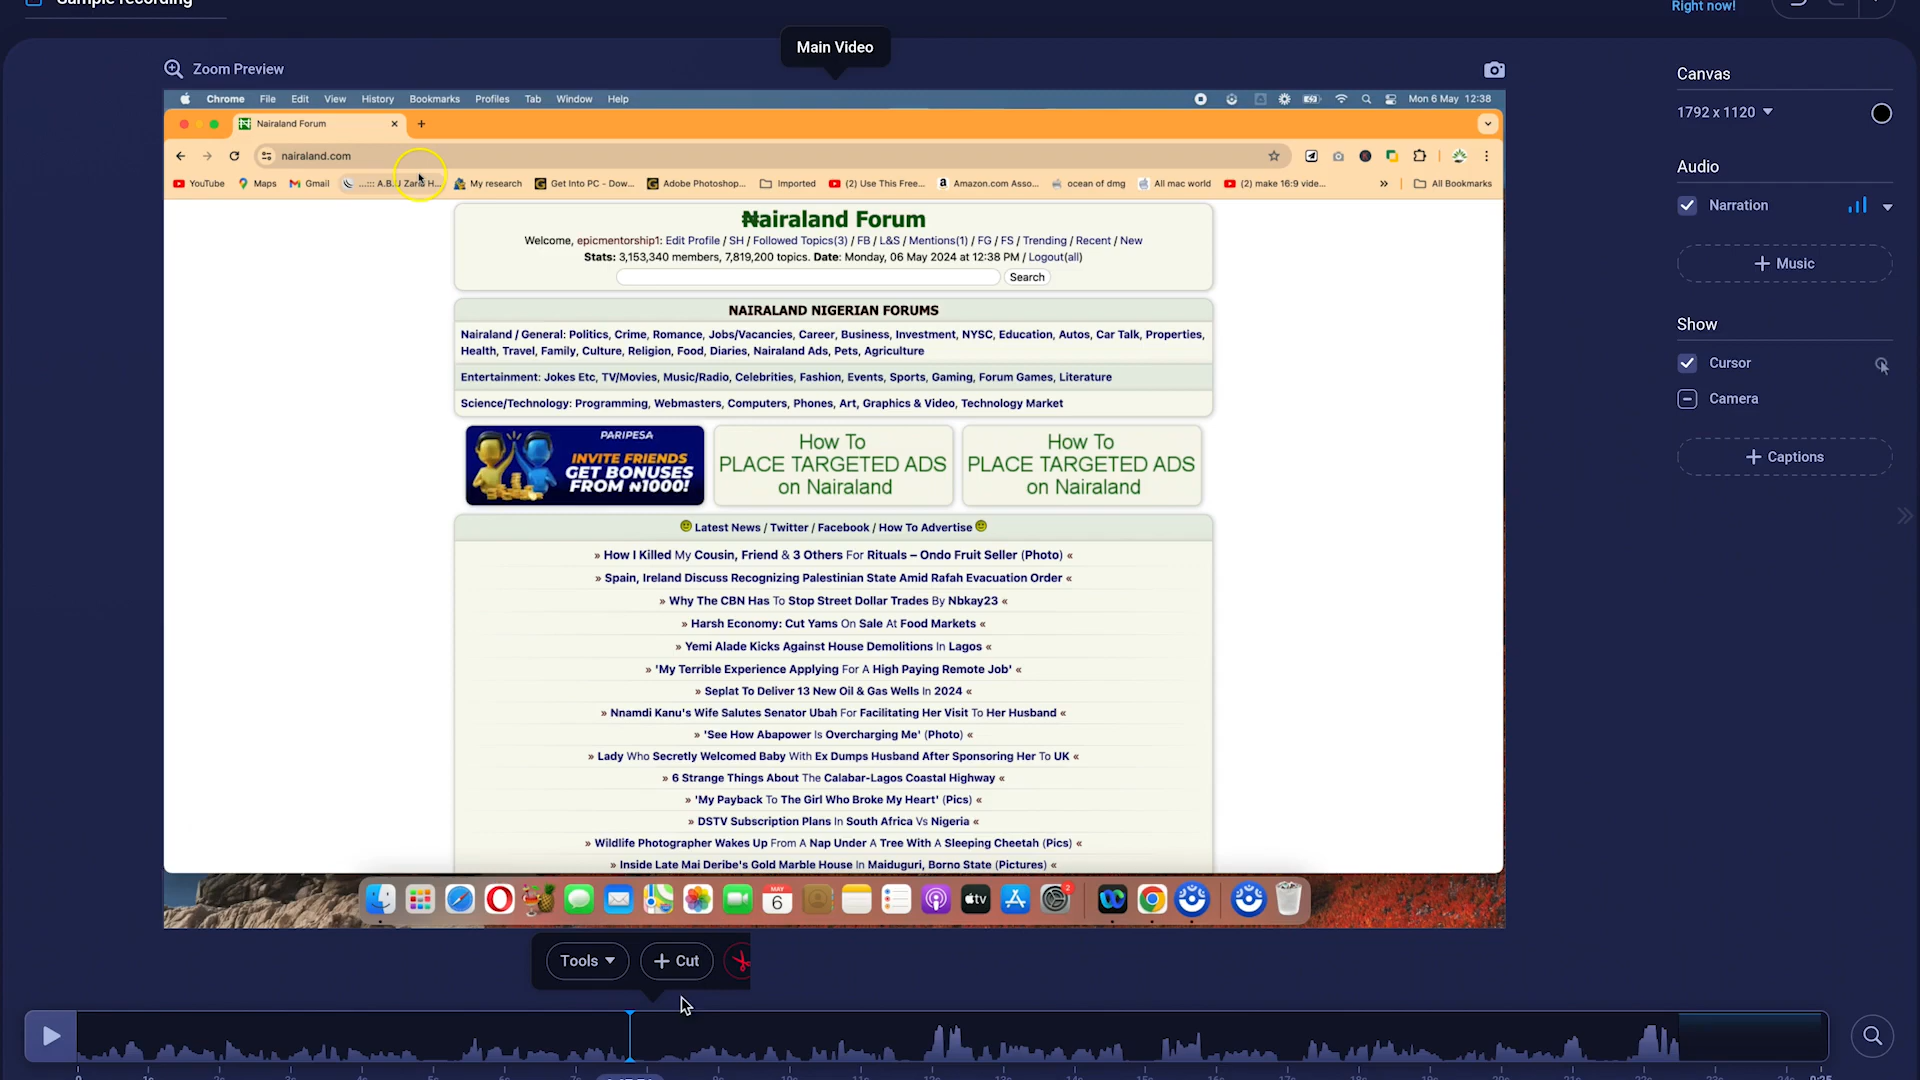 Sample recording
Right now!
Main Video
Zoom Preview
Canvas
1792 x 1120
Audio
Narration
+ Music
Show
Cursor
Camera
+ Captions
Chrome File Edit View History Bookmarks Profiles Tab Window Help
Mon 6 May 12:38
Nairaland Forum
nairaland.com
YouTube Maps Gmail ...::: A.B.U Zaria H... My research Get Into PC - Dow... Adobe Photoshop... Imported (2) Use This Free... Amazon.com Asso... ocean of dmg All mac world (2) make 16:9 vide... » All Bookmarks
₦airaland Forum
Welcome, epicmentorship1: Edit Profile / SH / Followed Topics(3) / FB / L&S / Mentions(1) / FG / FS / Trending / Recent / New
Stats: 3,153,340 members, 7,819,200 topics. Date: Monday, 06 May 2024 at 12:38 PM / Logout(all)
Search
NAIRALAND NIGERIAN FORUMS
Nairaland / General: Politics, Crime, Romance, Jobs/Vacancies, Career, Business, Investment, NYSC, Education, Autos, Car Talk, Properties,
Health, Travel, Family, Culture, Religion, Food, Diaries, Nairaland Ads, Pets, Agriculture
Entertainment: Jokes Etc, TV/Movies, Music/Radio, Celebrities, Fashion, Events, Sports, Gaming, Forum Games, Literature
Science/Technology: Programming, Webmasters, Computers, Phones, Art, Graphics & Video, Technology Market
PARIPESA
INVITE FRIENDS
GET BONUSES
FROM ₦1000!
How To
PLACE TARGETED ADS
on Nairaland
How To
PLACE TARGETED ADS
on Nairaland
Latest News / Twitter / Facebook / How To Advertise
» How I Killed My Cousin, Friend & 3 Others For Rituals – Ondo Fruit Seller (Photo) «
» Spain, Ireland Discuss Recognizing Palestinian State Amid Rafah Evacuation Order «
» Why The CBN Has To Stop Street Dollar Trades By Nbkay23 «
» Harsh Economy: Cut Yams On Sale At Food Markets «
» Yemi Alade Kicks Against House Demolitions In Lagos «
» 'My Terrible Experience Applying For A High Paying Remote Job' «
» Seplat To Deliver 13 New Oil & Gas Wells In 2024 «
» Nnamdi Kanu's Wife Salutes Senator Ubah For Facilitating Her Visit To Her Husband «
» 'See How Abapower Is Overcharging Me' (Photo) «
» Lady Who Secretly Welcomed Baby With Ex Dumps Husband After Sponsoring Her To UK «
» 6 Strange Things About The Calabar-Lagos Coastal Highway «
» 'My Payback To The Girl Who Broke My Heart' (Pics) «
» DSTV Subscription Plans In South Africa Vs Nigeria «
» Wildlife Photographer Wakes Up From A Nap Under A Tree With A Sleeping Cheetah (Pics) «
» Inside Late Mai Deribe's Gold Marble House In Maiduguri, Borno State (Pictures) «
MAY
6
tv
2
Tools
+ Cut